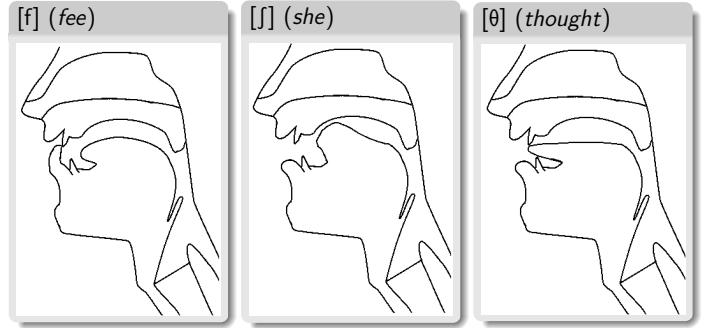 [f] (fee)
[ʃ] (she)
[θ] (thought)